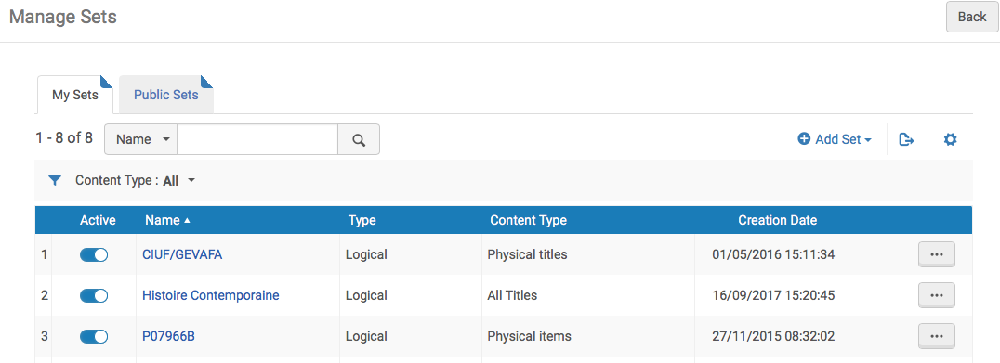 Manage Sets Back
My Sets Public Sets
1 - 8 of 8 Name Add Set
Content Type : All
Active Name Type Content Type Creation Date
1 CIUF/GEVAFA Logical Physical titles 01/05/2016 15:11:34
2 Histoire Contemporaine Logical All Titles 16/09/2017 15:20:45
3 P07966B Logical Physical items 27/11/2015 08:32:02